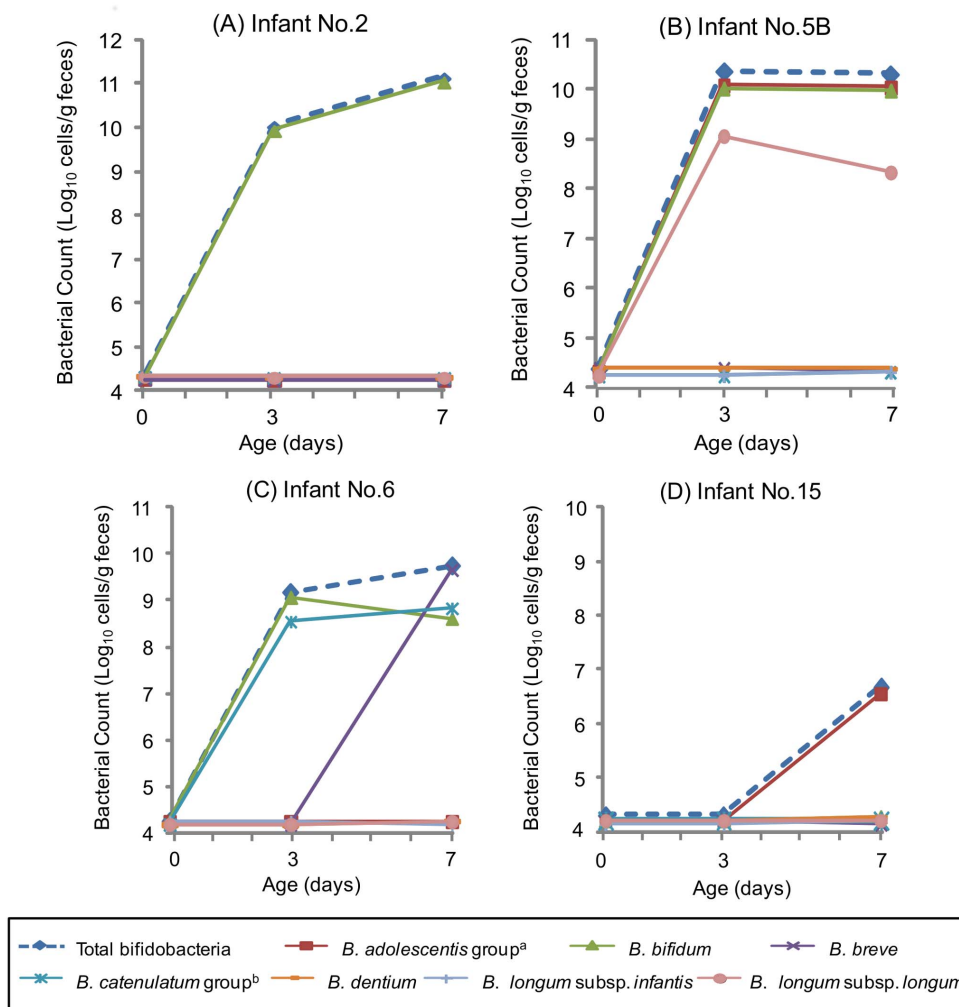 (A) Infant No.2
Bacterial Count (Log₁₀ cells/g feces)
12
11
10
9
8
7
6
5
4
0 3 7
Age (days)
(B) Infant No.5B
Bacterial Count (Log₁₀ cells/g feces)
11
10
9
8
7
6
5
4
0 3 7
Age (days)
(C) Infant No.6
Bacterial Count (Log₁₀ cells/g feces)
11
10
9
8
7
6
5
4
0 3 7
Age (days)
(D) Infant No.15
Bacterial Count (Log₁₀ cells/g feces)
10
9
8
7
6
5
4
0 3 7
Age (days)
Total bifidobacteria B. adolescentis groupᵃ B. bifidum B. breve
B. catenulatum groupᵇ B. dentium B. longum subsp. infantis B. longum subsp. longum